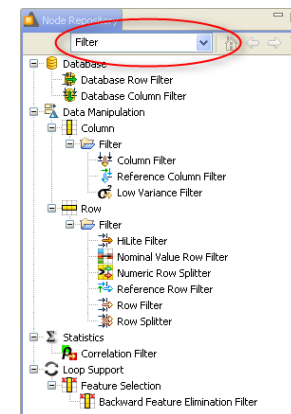 Node Repository
Filter
Database
Database Row Filter
Database Column Filter
Data Manipulation
Column
Filter
Column Filter
Reference Column Filter
σ² Low Variance Filter
Row
Filter
HiLite Filter
Nominal Value Row Filter
Numeric Row Splitter
Reference Row Filter
Row Filter
Row Splitter
Σ Statistics
Correlation Filter
Loop Support
Feature Selection
Backward Feature Elimination Filter